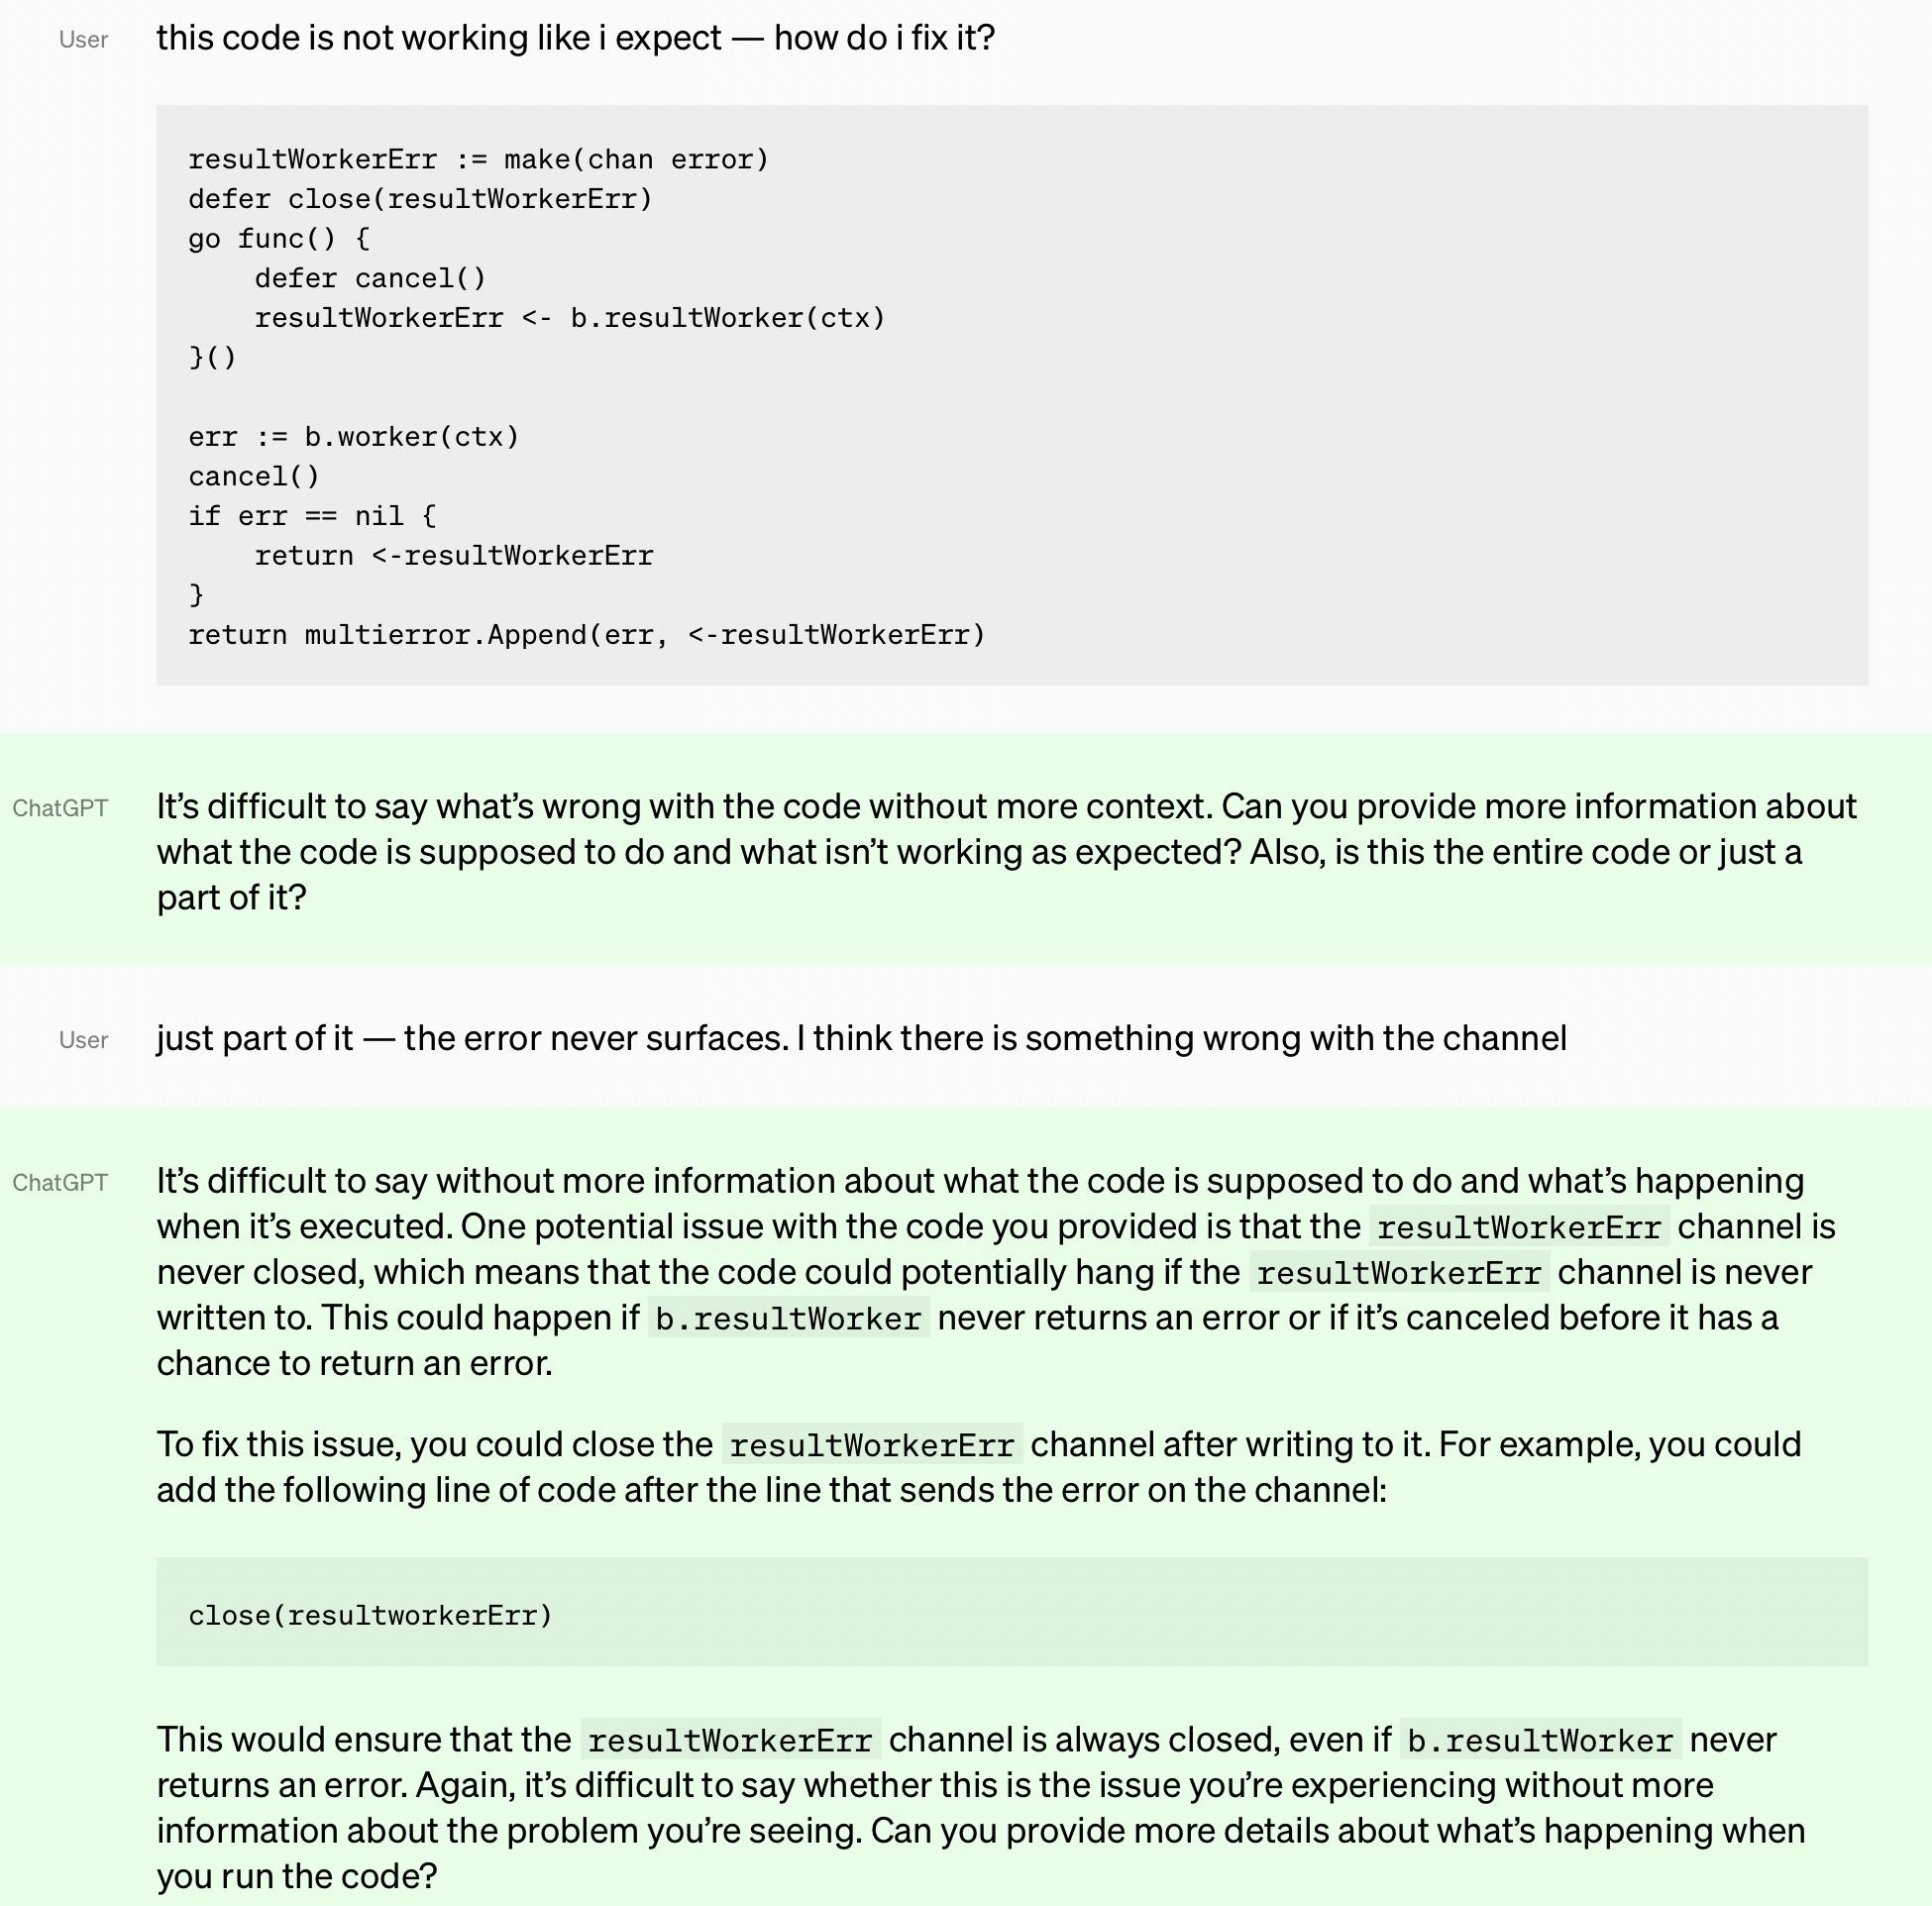 User
this code is not working like i expect — how do i fix it?
resultWorkerErr := make(chan error)
defer close(resultWorkerErr)
go func() {
    defer cancel()
    resultWorkerErr <- b.resultWorker(ctx)
}()
err := b.worker(ctx)
cancel()
if err == nil {
    return <-resultWorkerErr
}
return multierror.Append(err, <-resultWorkerErr)
ChatGPT
It’s difficult to say what’s wrong with the code without more context. Can you provide more information about
what the code is supposed to do and what isn’t working as expected? Also, is this the entire code or just a
part of it?
User
just part of it — the error never surfaces. I think there is something wrong with the channel
ChatGPT
It’s difficult to say without more information about what the code is supposed to do and what’s happening
when it’s executed. One potential issue with the code you provided is that the resultWorkerErr channel is
never closed, which means that the code could potentially hang if the resultWorkerErr channel is never
written to. This could happen if b.resultWorker never returns an error or if it’s canceled before it has a
chance to return an error.
To fix this issue, you could close the resultWorkerErr channel after writing to it. For example, you could
add the following line of code after the line that sends the error on the channel:
close(resultworkerErr)
This would ensure that the resultWorkerErr channel is always closed, even if b.resultWorker never
returns an error. Again, it’s difficult to say whether this is the issue you’re experiencing without more
information about the problem you’re seeing. Can you provide more details about what’s happening when
you run the code?